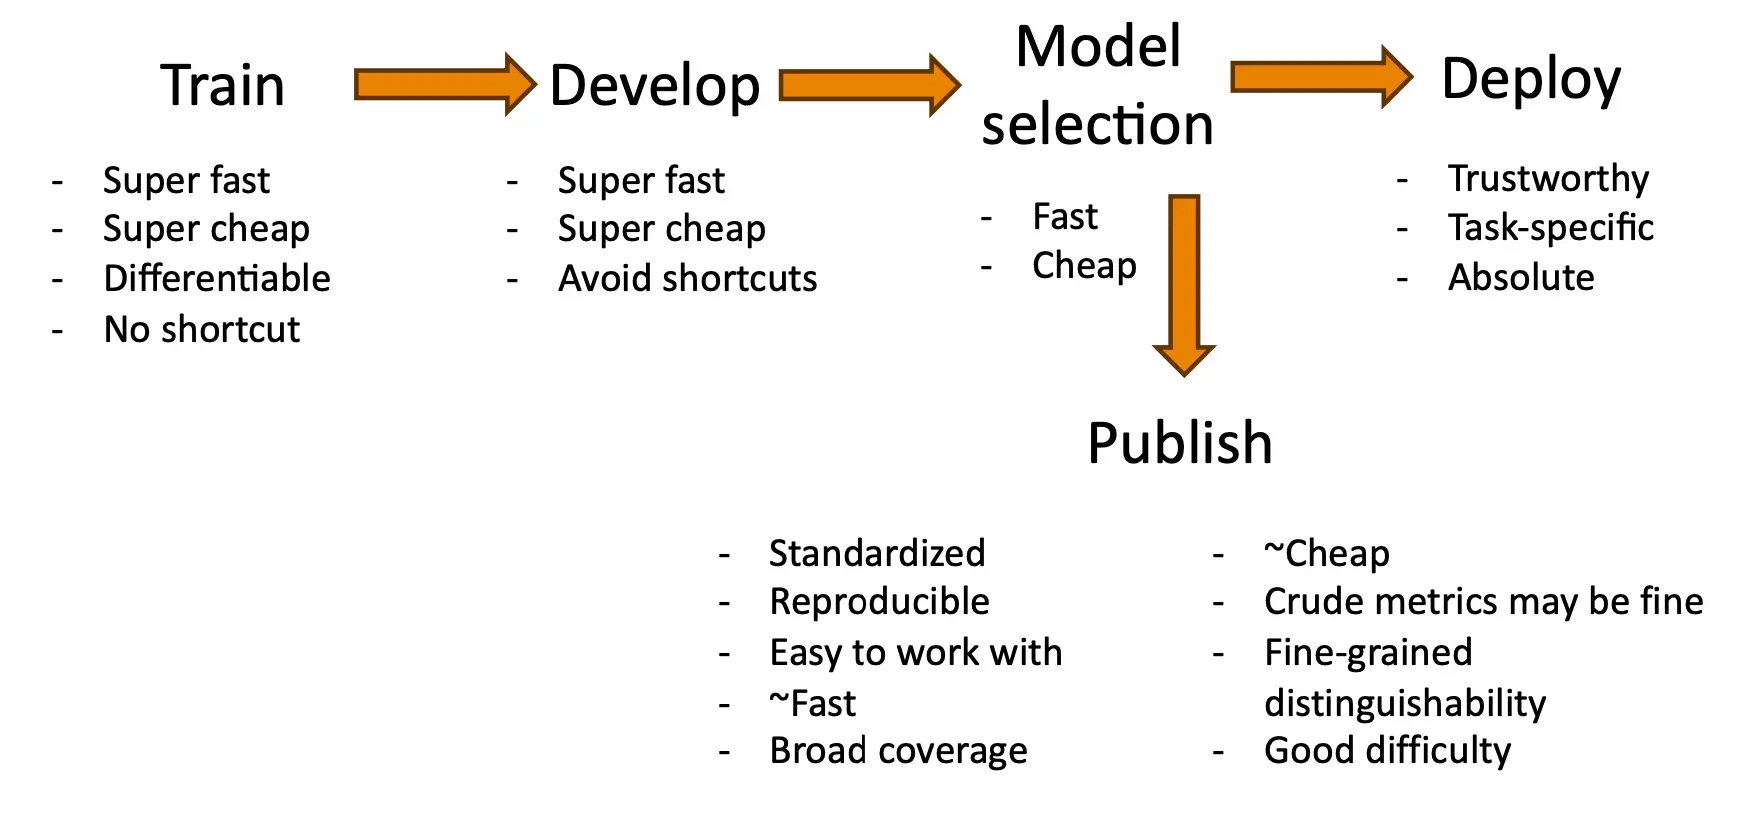 Train
- Super fast
- Super cheap
- Differentiable
- No shortcut
Develop
- Super fast
- Super cheap
- Avoid shortcuts
Model
selection
- Fast
- Cheap
Deploy
- Trustworthy
- Task-specific
- Absolute
Publish
- Standardized
- Reproducible
- Easy to work with
- ~Fast
- Broad coverage
- ~Cheap
- Crude metrics may be fine
- Fine-grained
distinguishability
- Good difficulty